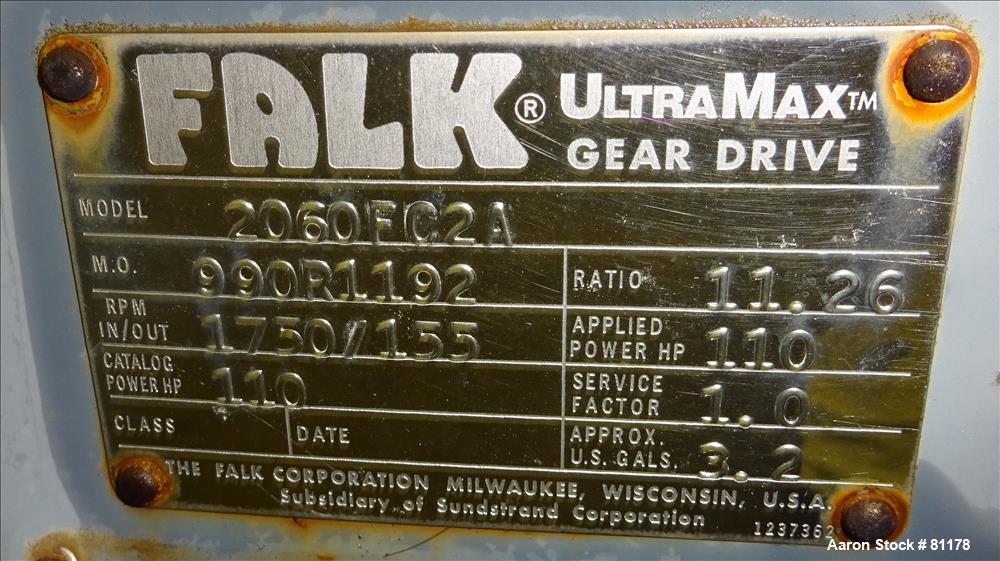 FALK® ULTRAMAX™
GEAR DRIVE
MODEL 2060FC2A
M.O. 990R1192 RATIO 11.26
RPM IN/OUT 1750/155 APPLIED POWER HP 110
CATALOG POWER HP 110 SERVICE FACTOR 1.0
CLASS DATE APPROX. U.S. GALS. 3.2
THE FALK CORPORATION MILWAUKEE, WISCONSIN, U.S.A.
Subsidiary of Sundstrand Corporation 1237362
Aaron Stock # 81178